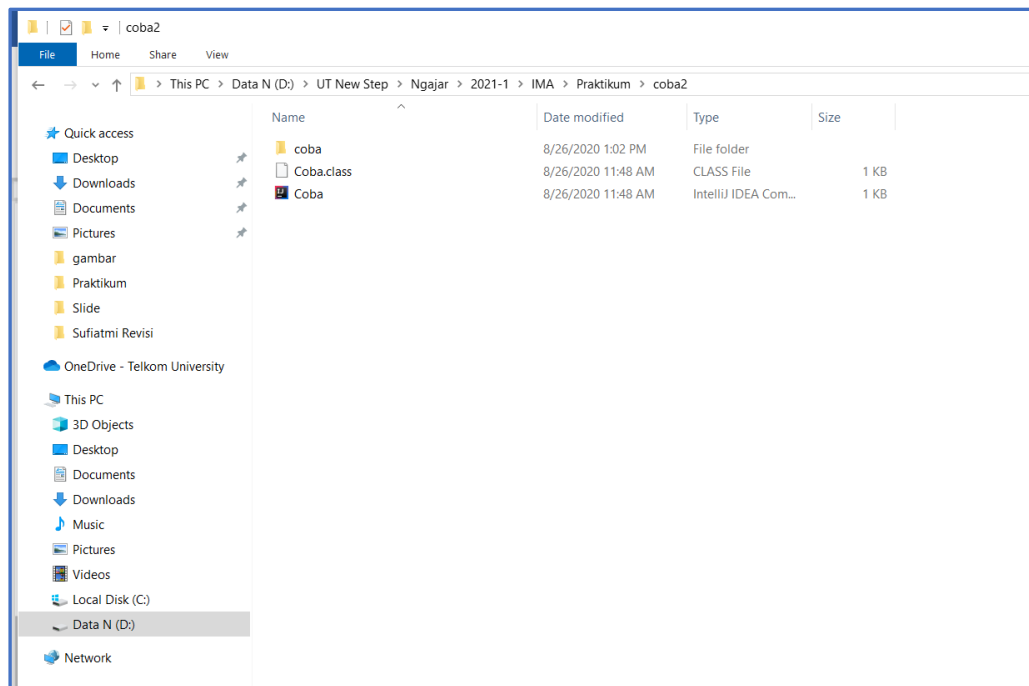 coba2
File Home Share View
This PC > Data N (D:) > UT New Step > Ngajar > 2021-1 > IMA > Praktikum > coba2
Name Date modified Type Size
Quick access
Desktop
Downloads
Documents
Pictures
gambar
Praktikum
Slide
Sufiatmi Revisi
OneDrive - Telkom University
This PC
3D Objects
Desktop
Documents
Downloads
Music
Pictures
Videos
Local Disk (C:)
Data N (D:)
Network
coba 8/26/2020 1:02 PM File folder
Coba.class 8/26/2020 11:48 AM CLASS File 1 KB
Coba 8/26/2020 11:48 AM IntelliJ IDEA Com... 1 KB